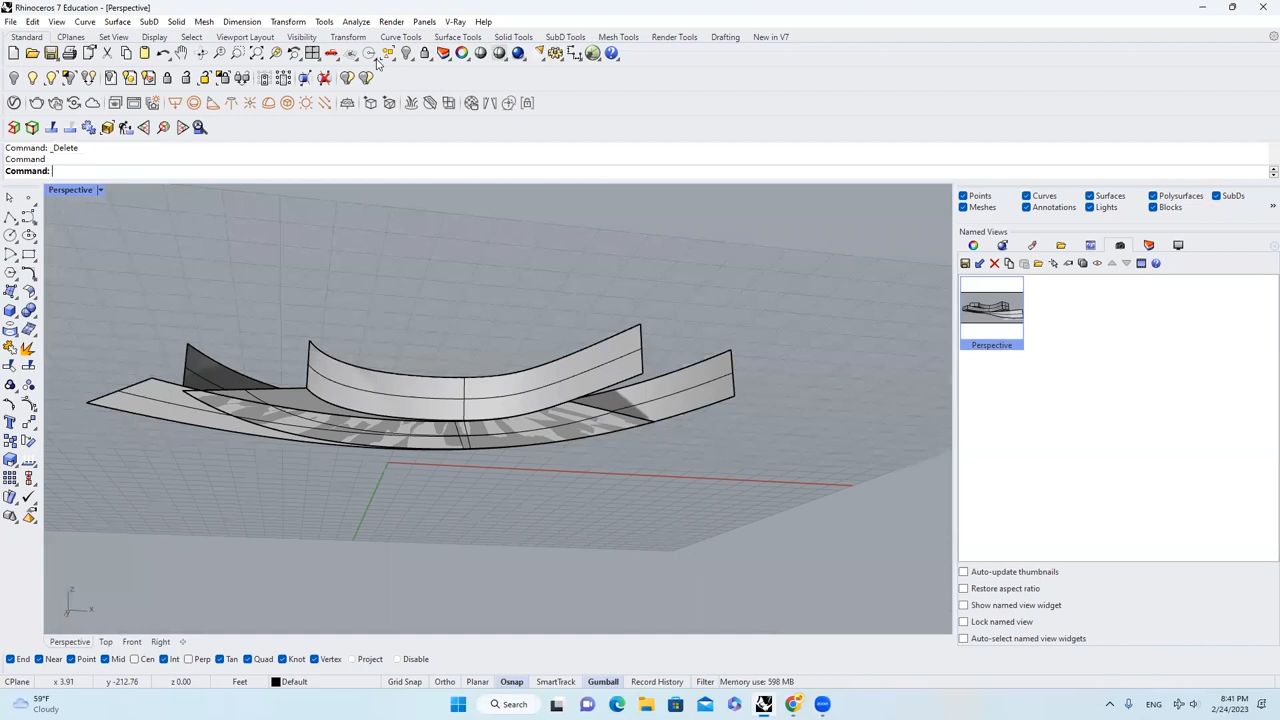 Rhinoceros 7 Education - [Perspective]
File Edit View Curve Surface SubD Solid Mesh Dimension Transform Tools Analyze Render Panels V-Ray Help
Standard CPlanes Set View Display Select Viewport Layout Visibility Transform Curve Tools Surface Tools Solid Tools SubD Tools Mesh Tools Render Tools Drafting New in V7
Command: _Delete
Command
Command:
Perspective
Points Curves Surfaces Polysurfaces SubDs
Meshes Annotations Lights Blocks
Named Views
Perspective
Auto-update thumbnails
Restore aspect ratio
Show named view widget
Lock named view
Auto-select named view widgets
z
x
y
Perspective Top Front Right
End Near Point Mid Cen Int Perp Tan Quad Knot Vertex Project Disable
CPlane x 3.91 y -212.76 z 0.00 Feet Default Grid Snap Ortho Planar Osnap SmartTrack Gumball Record History Filter Memory use: 598 MB
59°F
Cloudy
Search
ENG
8:41 PM
2/24/2023